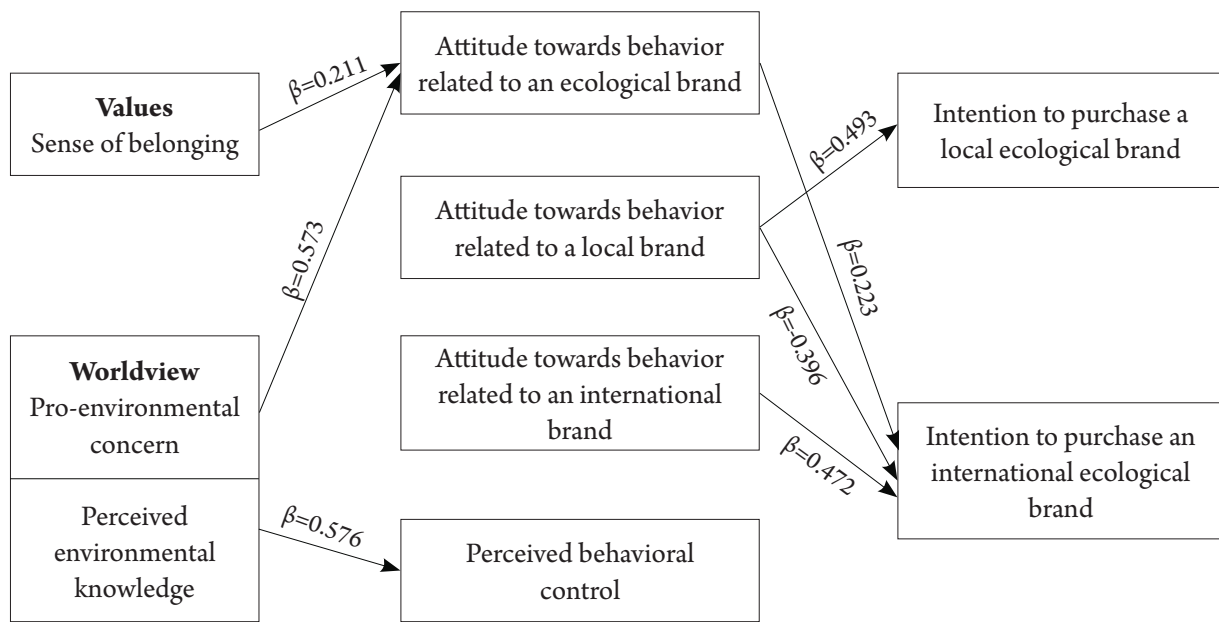 Values
Sense of belonging
Worldview
Pro-environmental
concern
Perceived
environmental
knowledge
β=0.211
β=0.573
β=0.576
Attitude towards behavior
related to an ecological brand
Attitude towards behavior
related to a local brand
Attitude towards behavior
related to an international
brand
Perceived behavioral
control
β=0.493
β=0.223
β=-0.396
β=0.472
Intention to purchase a
local ecological brand
Intention to purchase an
international ecological
brand